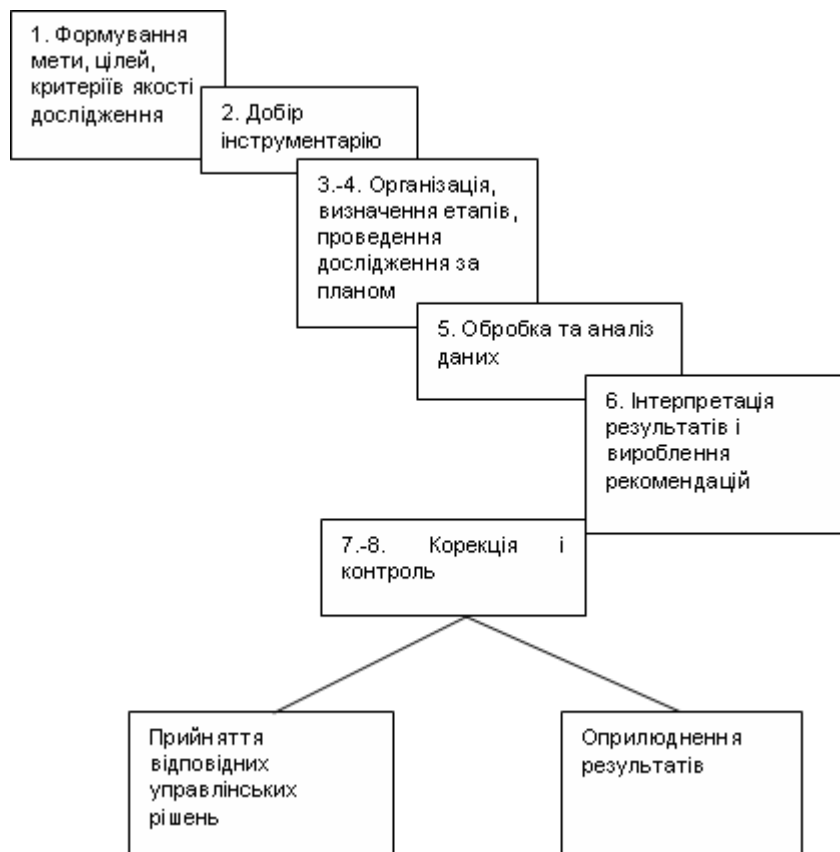 1. Формування
мети, цілей,
критеріїв якості
дослідження
2. Добір
інструментарію
3.-4. Організація,
визначення етапів,
проведення
дослідження за
планом
5. Обробка та аналіз
даних
6. Інтерпретація
результатів і
вироблення
рекомендацій
7.-8. Корекція і
контроль
Прийняття
відповідних
управлінських
рішень
Оприлюднення
результатів